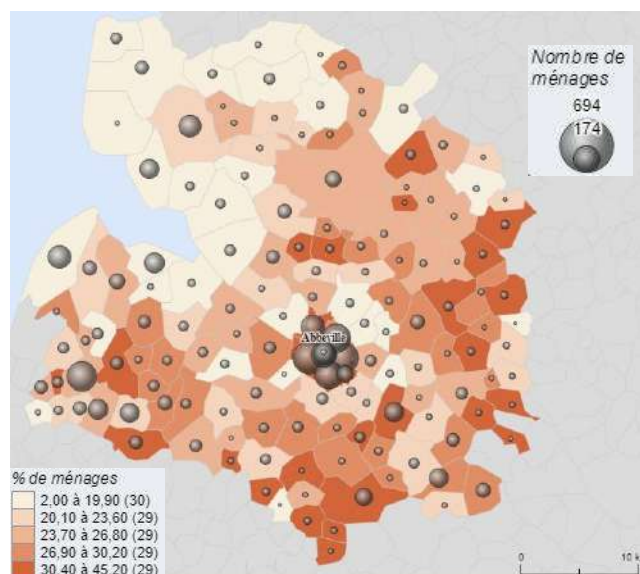 Nombre de
ménages
694
174
Abbeville
% de ménages
2,00 à 19,90 (30)
20,10 à 23,60 (29)
23,70 à 26,80 (29)
26,90 à 30,20 (29)
30,40 à 45,20 (29)
0 10 k